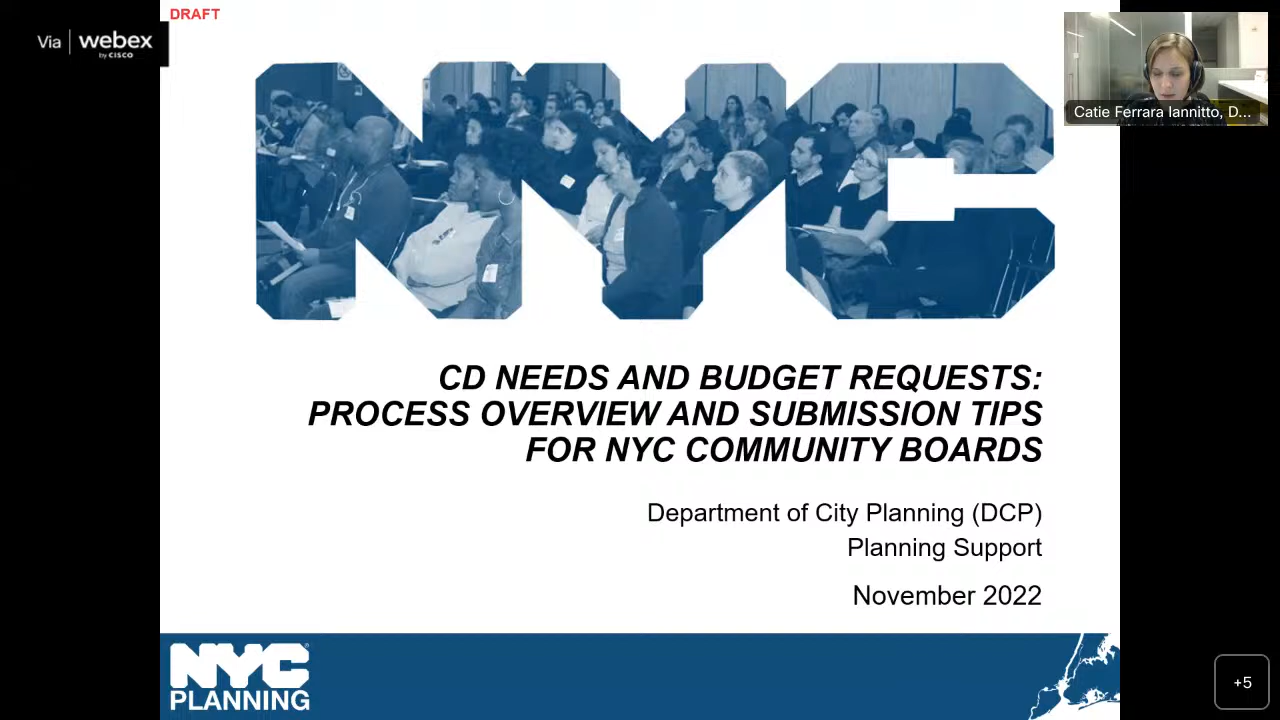 DRAFT
Via webex
by CISCO
Catie Ferrara Iannitto, D...
NYC
CD NEEDS AND BUDGET REQUESTS:
PROCESS OVERVIEW AND SUBMISSION TIPS
FOR NYC COMMUNITY BOARDS
Department of City Planning (DCP)
Planning Support
November 2022
NYC
PLANNING
+5